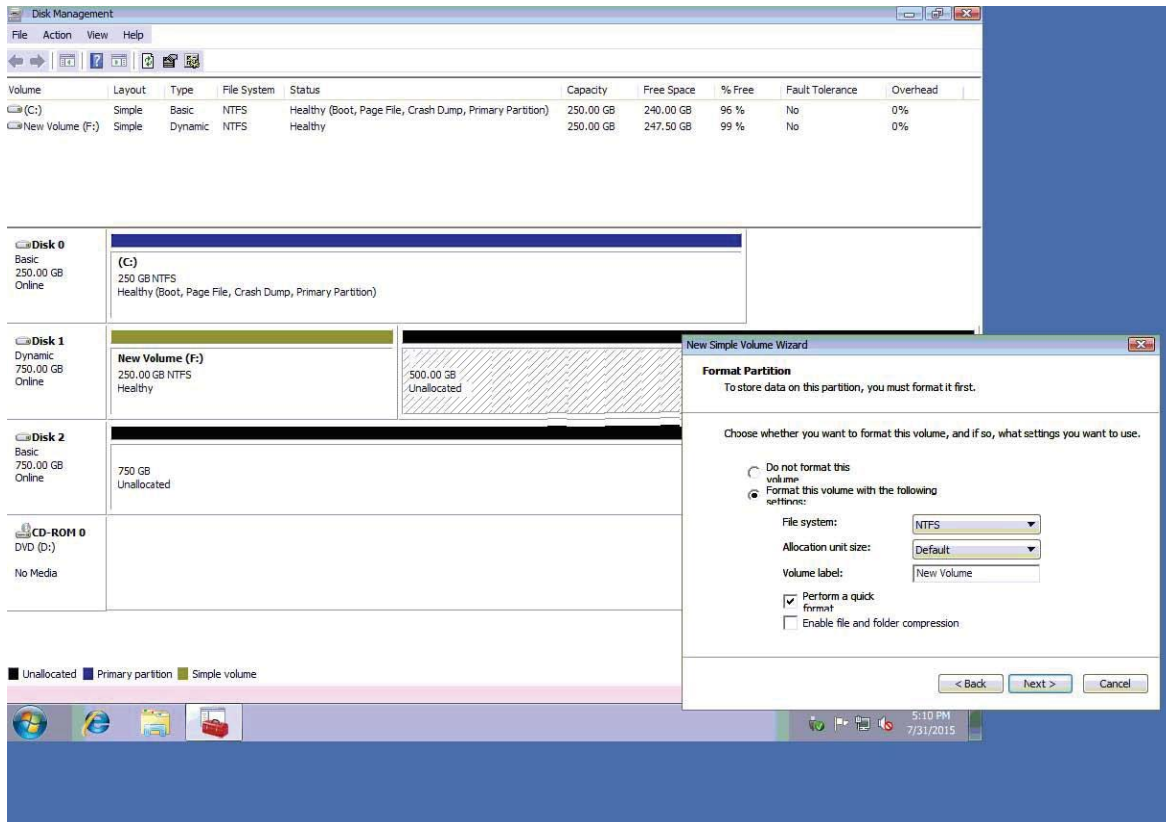 Disk Management
File Action View Help
Volume Layout Type File System Status Capacity Free Space % Free Fault Tolerance Overhead
(C:) Simple Basic NTFS Healthy (Boot, Page File, Crash Dump, Primary Partition) 250.00 GB 240.00 GB 96 % No 0%
New Volume (F:) Simple Dynamic NTFS Healthy 250.00 GB 247.50 GB 99 % No 0%
Disk 0
Basic
250.00 GB
Online
(C:)
250 GB NTFS
Healthy (Boot, Page File, Crash Dump, Primary Partition)
Disk 1
Dynamic
750.00 GB
Online
New Volume (F:)
250.00 GB NTFS
Healthy
500.00 GB
Unallocated
Disk 2
Basic
750.00 GB
Online
750 GB
Unallocated
CD-ROM 0
DVD (D:)
No Media
Unallocated Primary partition Simple volume
New Simple Volume Wizard
Format Partition
To store data on this partition, you must format it first.
Choose whether you want to format this volume, and if so, what settings you want to use.
Do not format this
volume
Format this volume with the following
settings:
File system: NTFS
Allocation unit size: Default
Volume label: New Volume
Perform a quick
format
Enable file and folder compression
< Back Next > Cancel
5:10 PM
7/31/2015